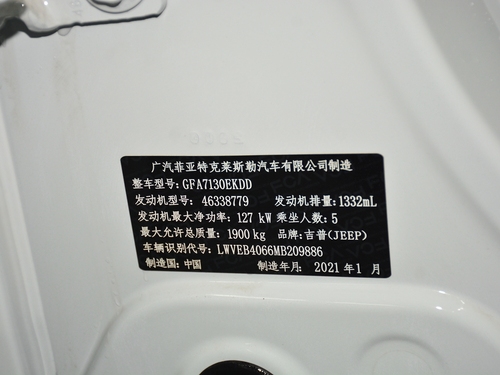 广汽菲亚特克莱斯勒汽车有限公司制造
整车型号: GFA7130EKDD
发动机型号: 46338779 发动机排量: 1332mL
发动机最大净功率: 127 kW 乘坐人数: 5
最大允许总质量: 1900 kg 品牌: 吉普(JEEP)
车辆识别代号: LWVEB4066MB209886
制造国: 中国 制造年月: 2021 年 1 月